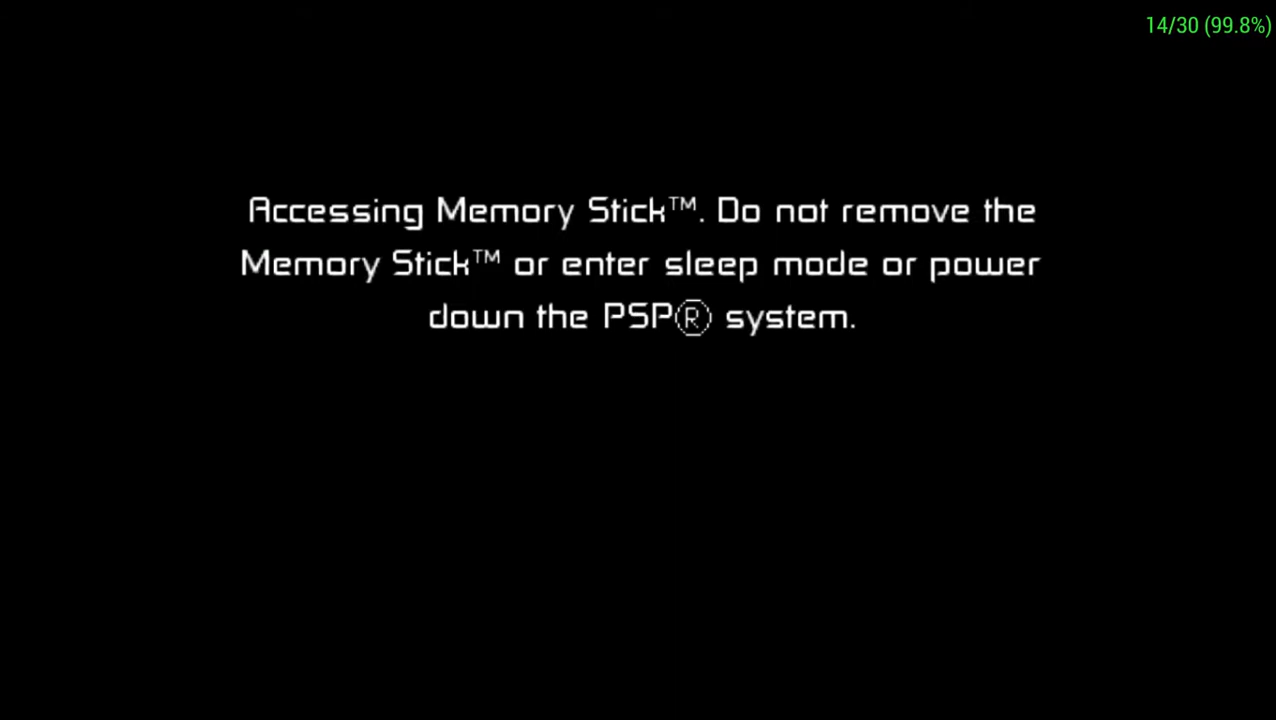 14/30 (99.8%)
Accessing Memory Stick™. Do not remove the
Memory Stick™ or enter sleep mode or power
down the PSP® system.